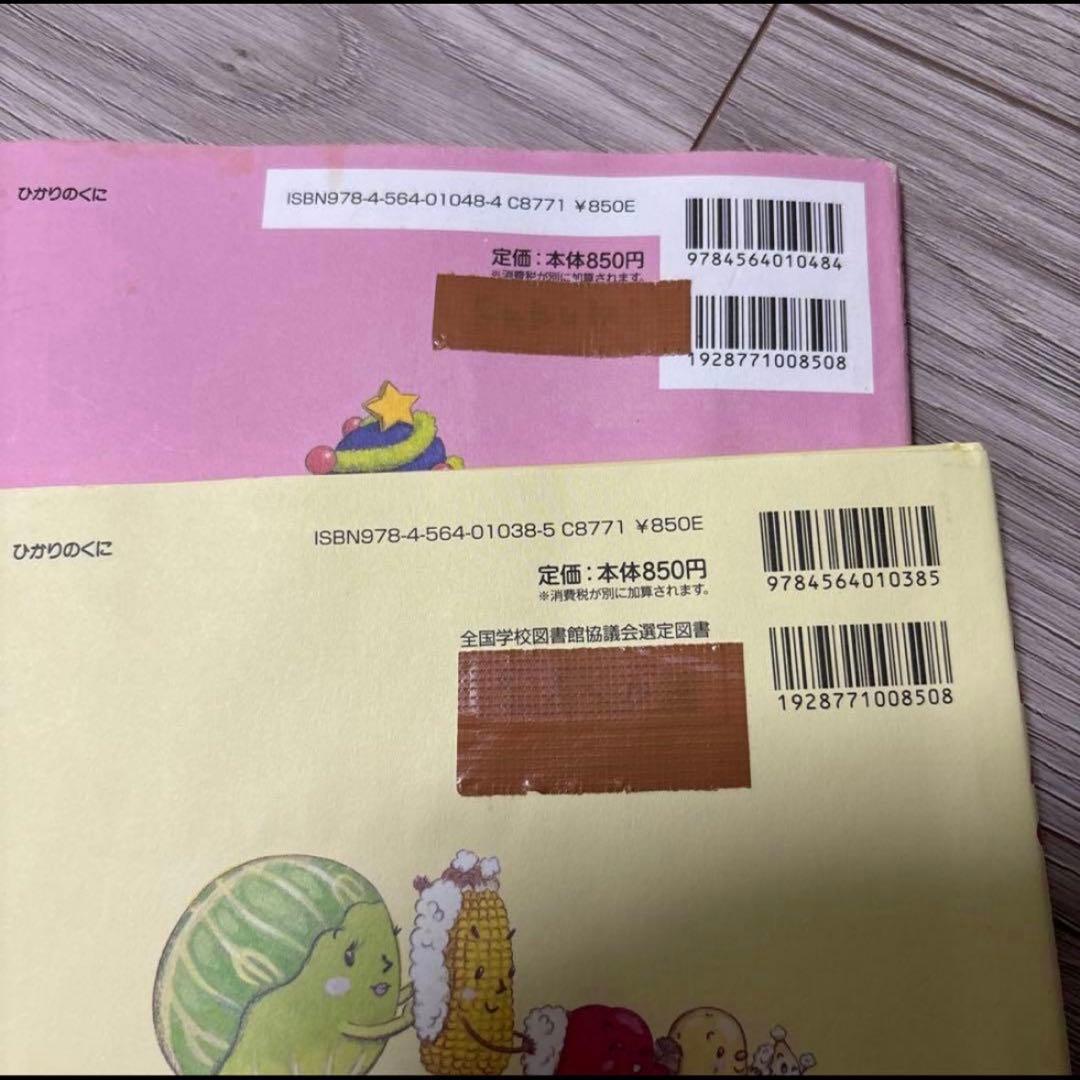 ひかりのくに
ISBN978-4-564-01048-4 C8771 ¥850E
9784564010484
定価：本体850円
※消費税が別に加算されます。
1928771008508
ひかりのくに
ISBN978-4-564-01038-5 C8771 ¥850E
9784564010385
定価：本体850円
※消費税が別に加算されます。
全国学校図書館協議会選定図書
1928771008508